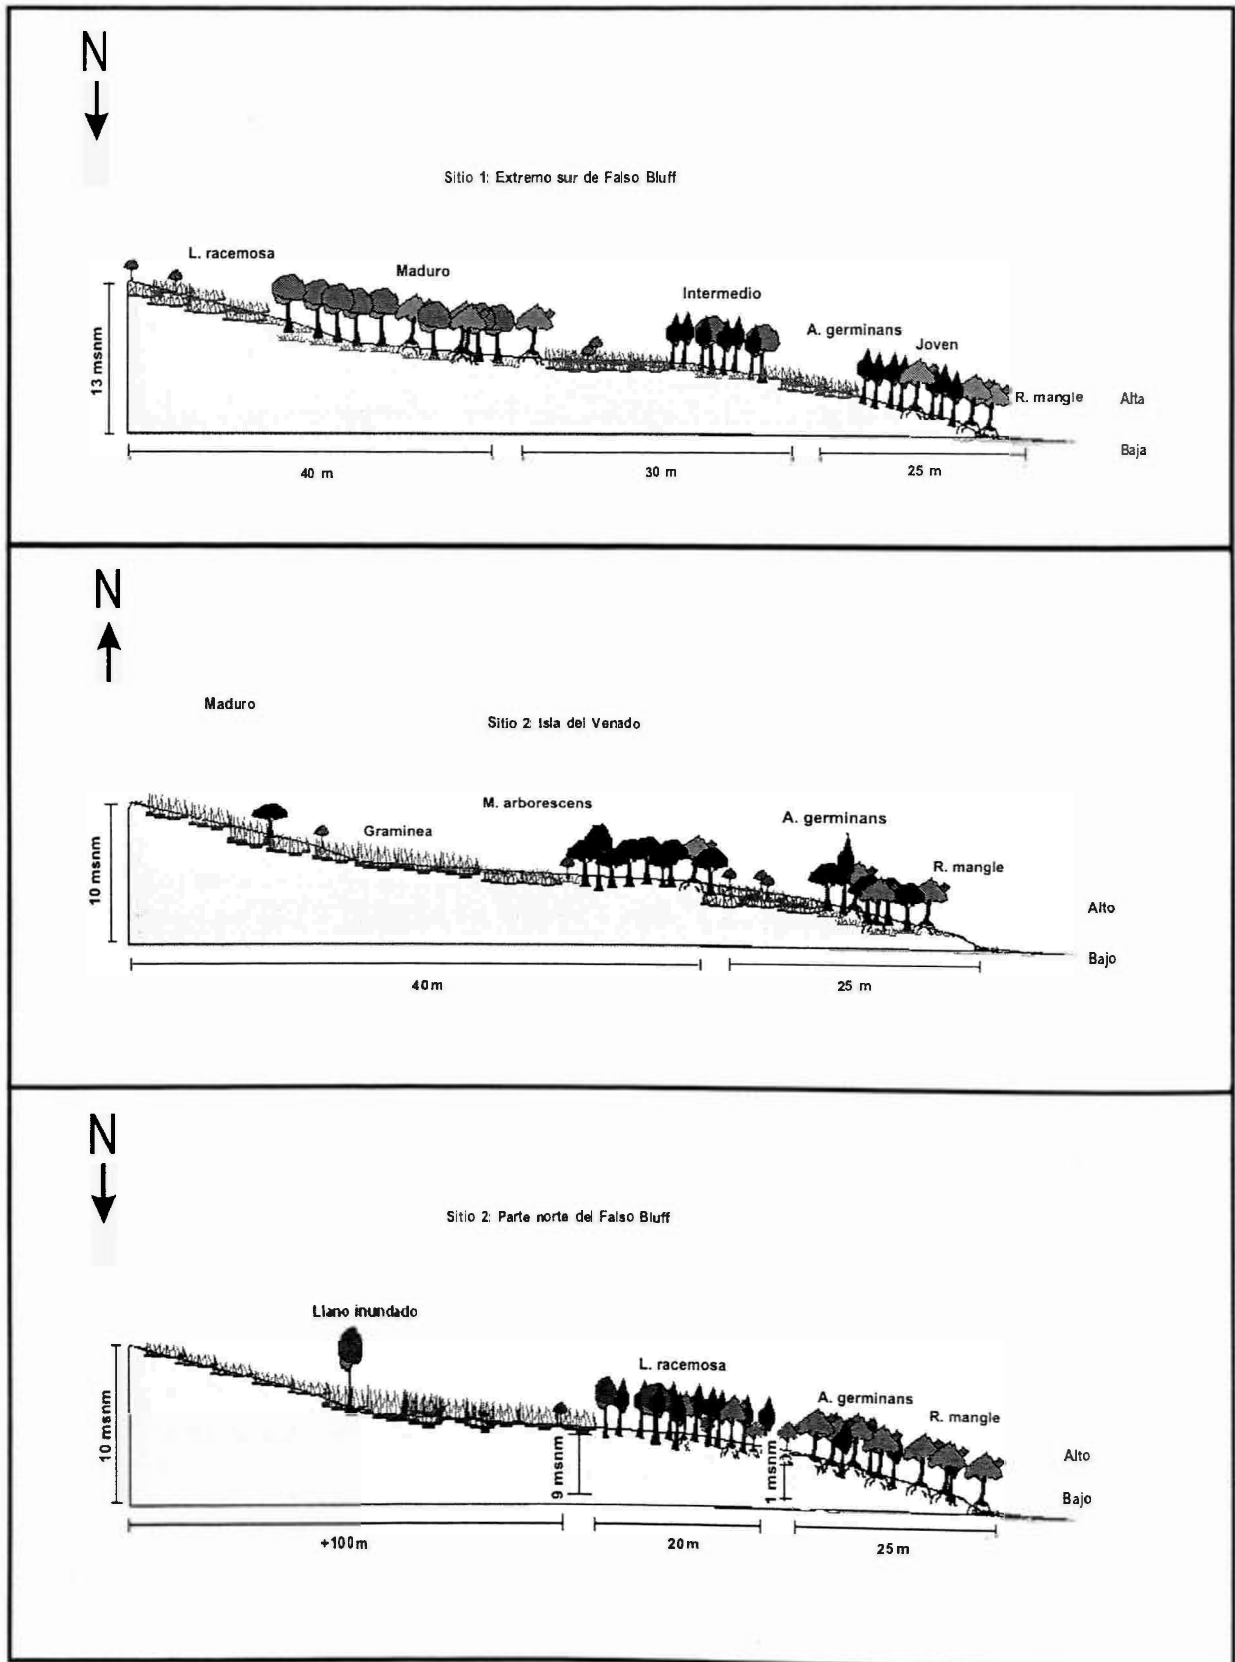 N
Sitio 1: Extremo sur de Falso Bluff
L. racemosa
Maduro
Intermedio
A. germinans
Joven
R. mangle
Alta
Baja
13 msnm
40 m
30 m
25 m
N
Maduro
Sitio 2: Isla del Venado
M. arborescens
Graminea
A. germinans
R. mangle
Alto
Bajo
10 msnm
40m
25 m
N
Sitio 2: Parte norte del Falso Bluff
Llano inundado
L. racemosa
A. germinans
R. mangle
Alto
Bajo
10 msnm
9 msnm
1 msnm
+100m
20m
25m